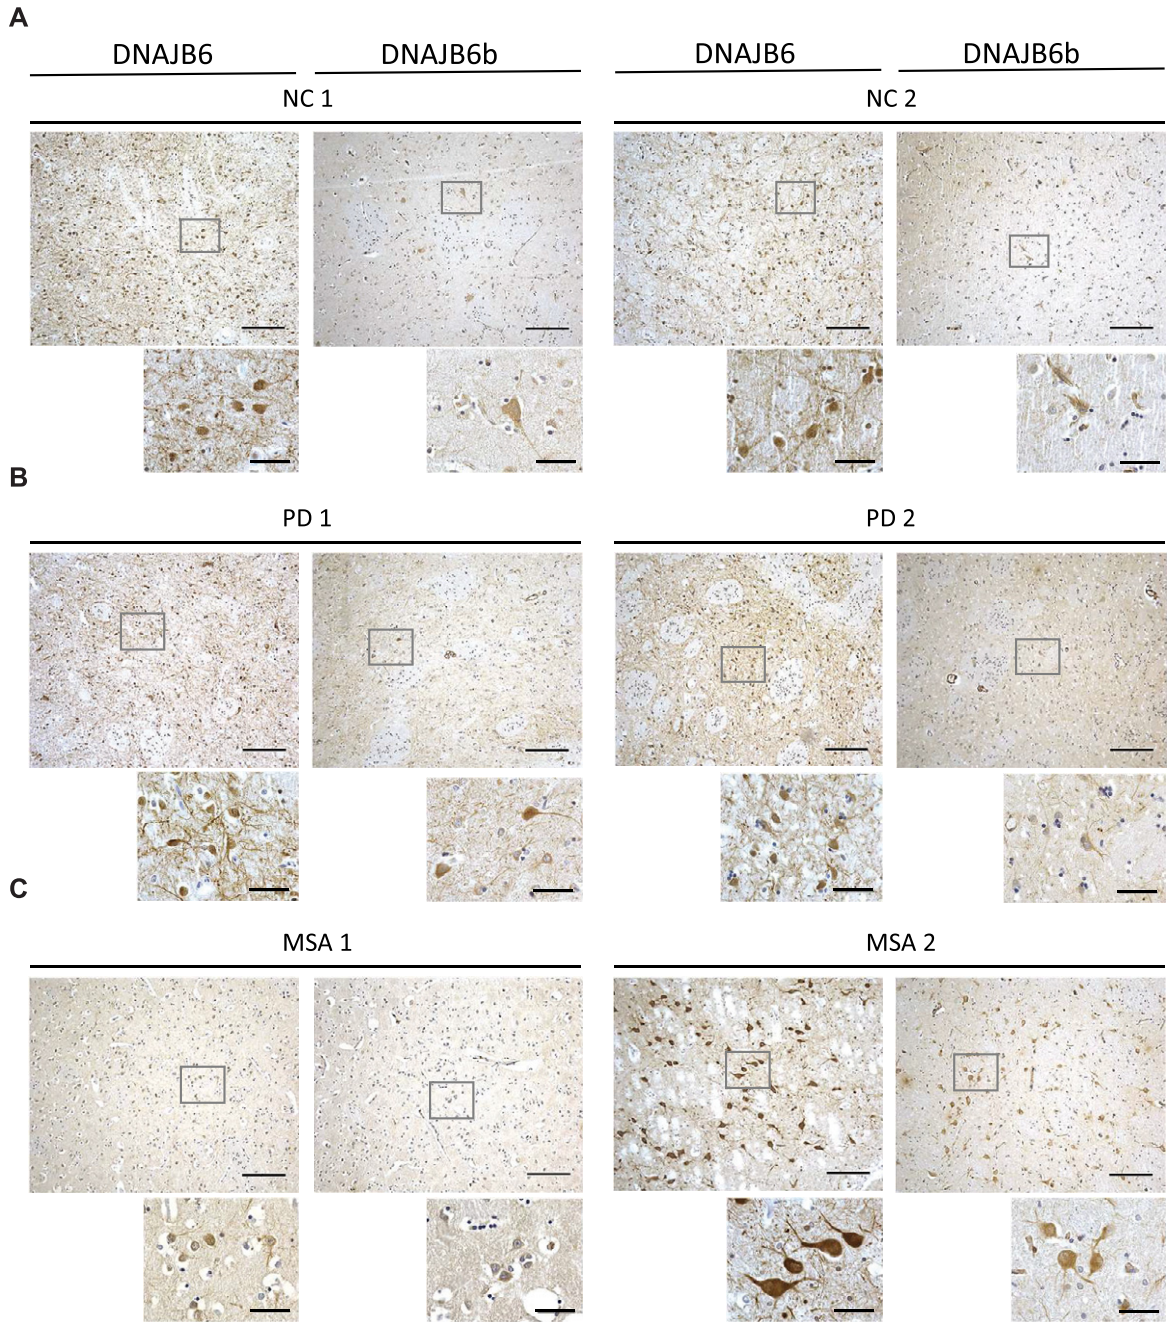 A
DNAJB6 DNAJB6b DNAJB6 DNAJB6b
NC 1 NC 2
B
PD 1 PD 2
C
MSA 1 MSA 2